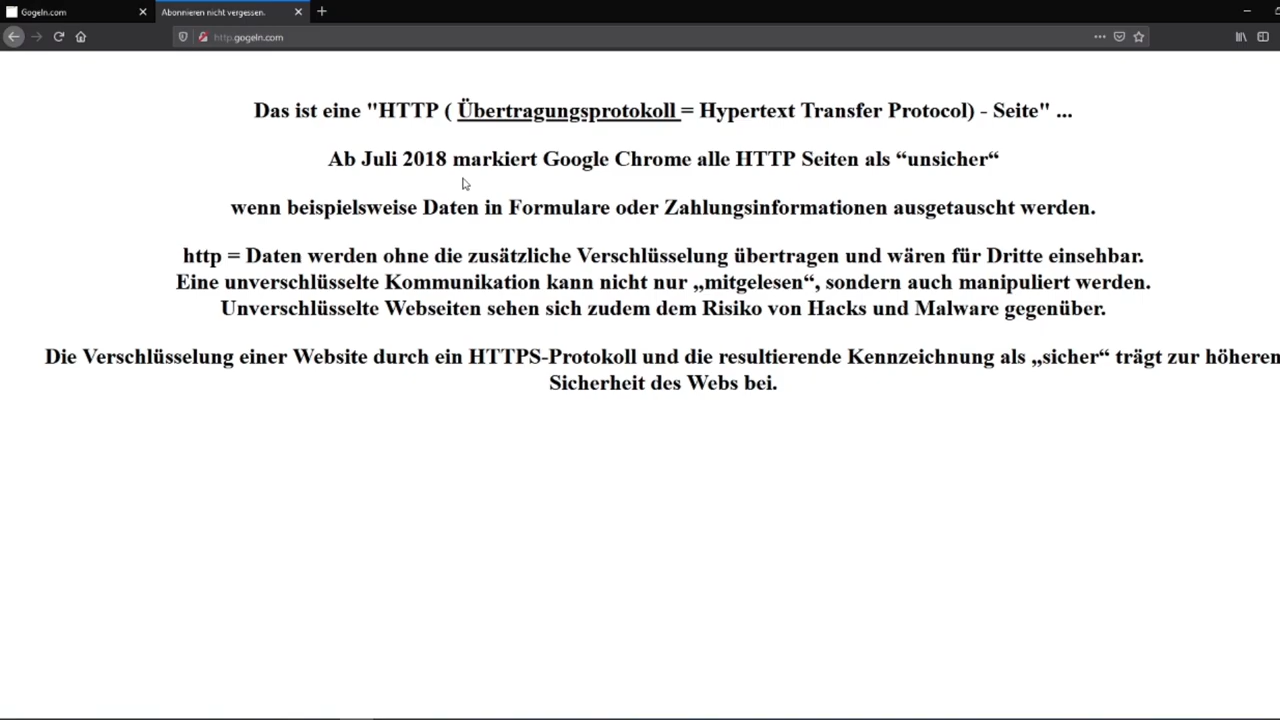 Gogeln.com
Abonnieren nicht vergessen.
http.gogeln.com
Das ist eine "HTTP ( Übertragungsprotokoll = Hypertext Transfer Protocol) - Seite" ...
Ab Juli 2018 markiert Google Chrome alle HTTP Seiten als “unsicher“
wenn beispielsweise Daten in Formulare oder Zahlungsinformationen ausgetauscht werden.
http = Daten werden ohne die zusätzliche Verschlüsselung übertragen und wären für Dritte einsehbar.
Eine unverschlüsselte Kommunikation kann nicht nur „mitgelesen“, sondern auch manipuliert werden.
Unverschlüsselte Webseiten sehen sich zudem dem Risiko von Hacks und Malware gegenüber.
Die Verschlüsselung einer Website durch ein HTTPS-Protokoll und die resultierende Kennzeichnung als „sicher“ trägt zur höheren
Sicherheit des Webs bei.